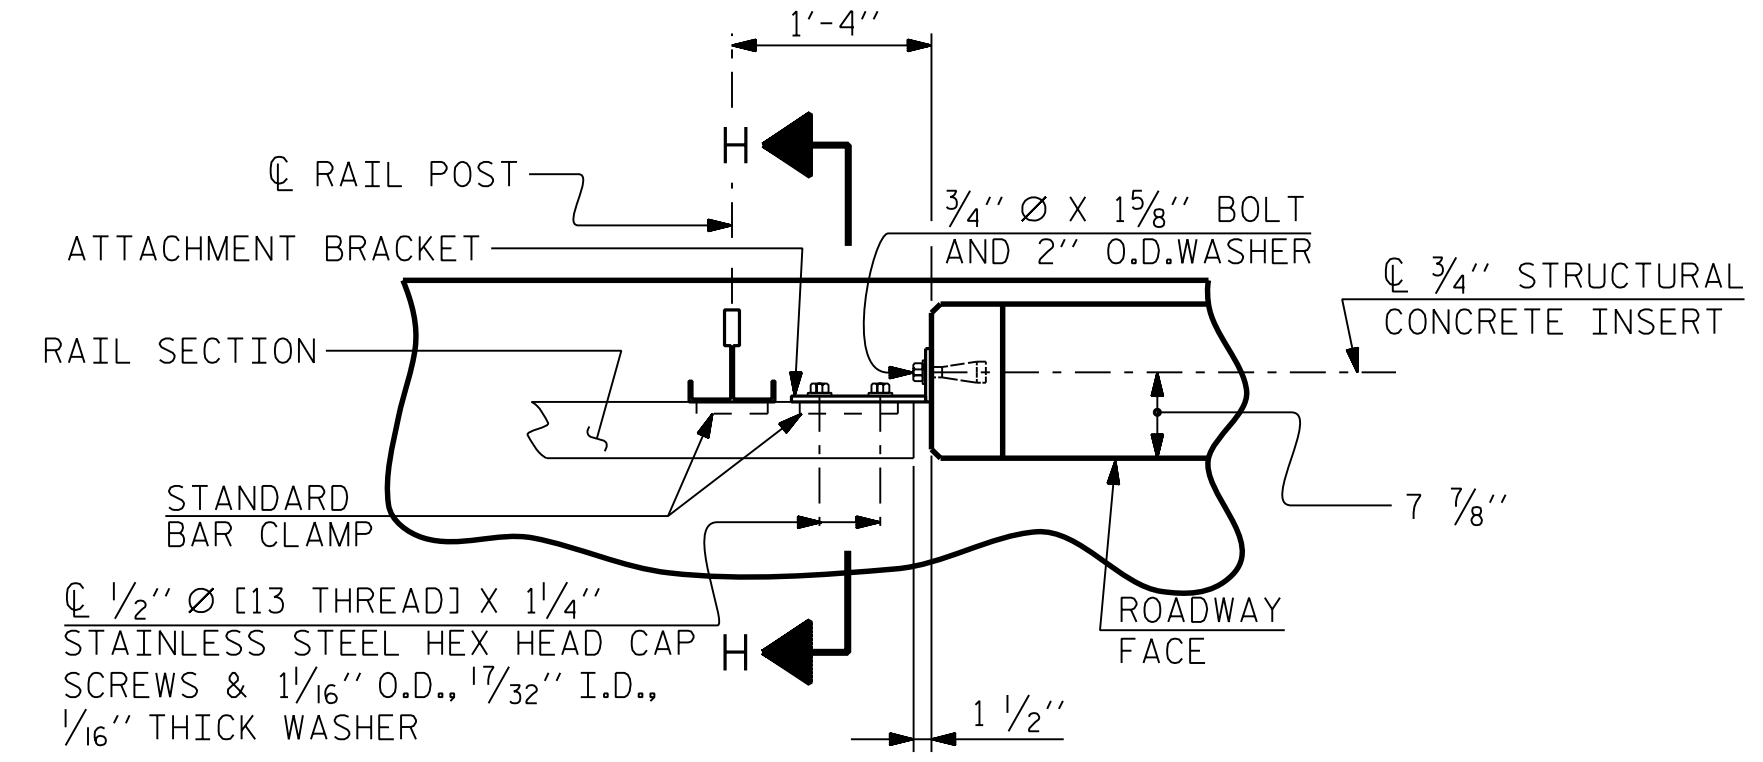 1'-4"
H
℄ RAIL POST
3/4" Ø X 1 5/8" BOLT
AND 2" O.D.WASHER
ATTACHMENT BRACKET
℄ 3/4" STRUCTURAL
CONCRETE INSERT
RAIL SECTION
STANDARD
BAR CLAMP
7 7/8"
℄ 1/2" Ø [13 THREAD] X 1 1/4"
STAINLESS STEEL HEX HEAD CAP
SCREWS & 1 1/16" O.D., 17/32" I.D.,
1/16" THICK WASHER
H
ROADWAY
FACE
1 1/2"